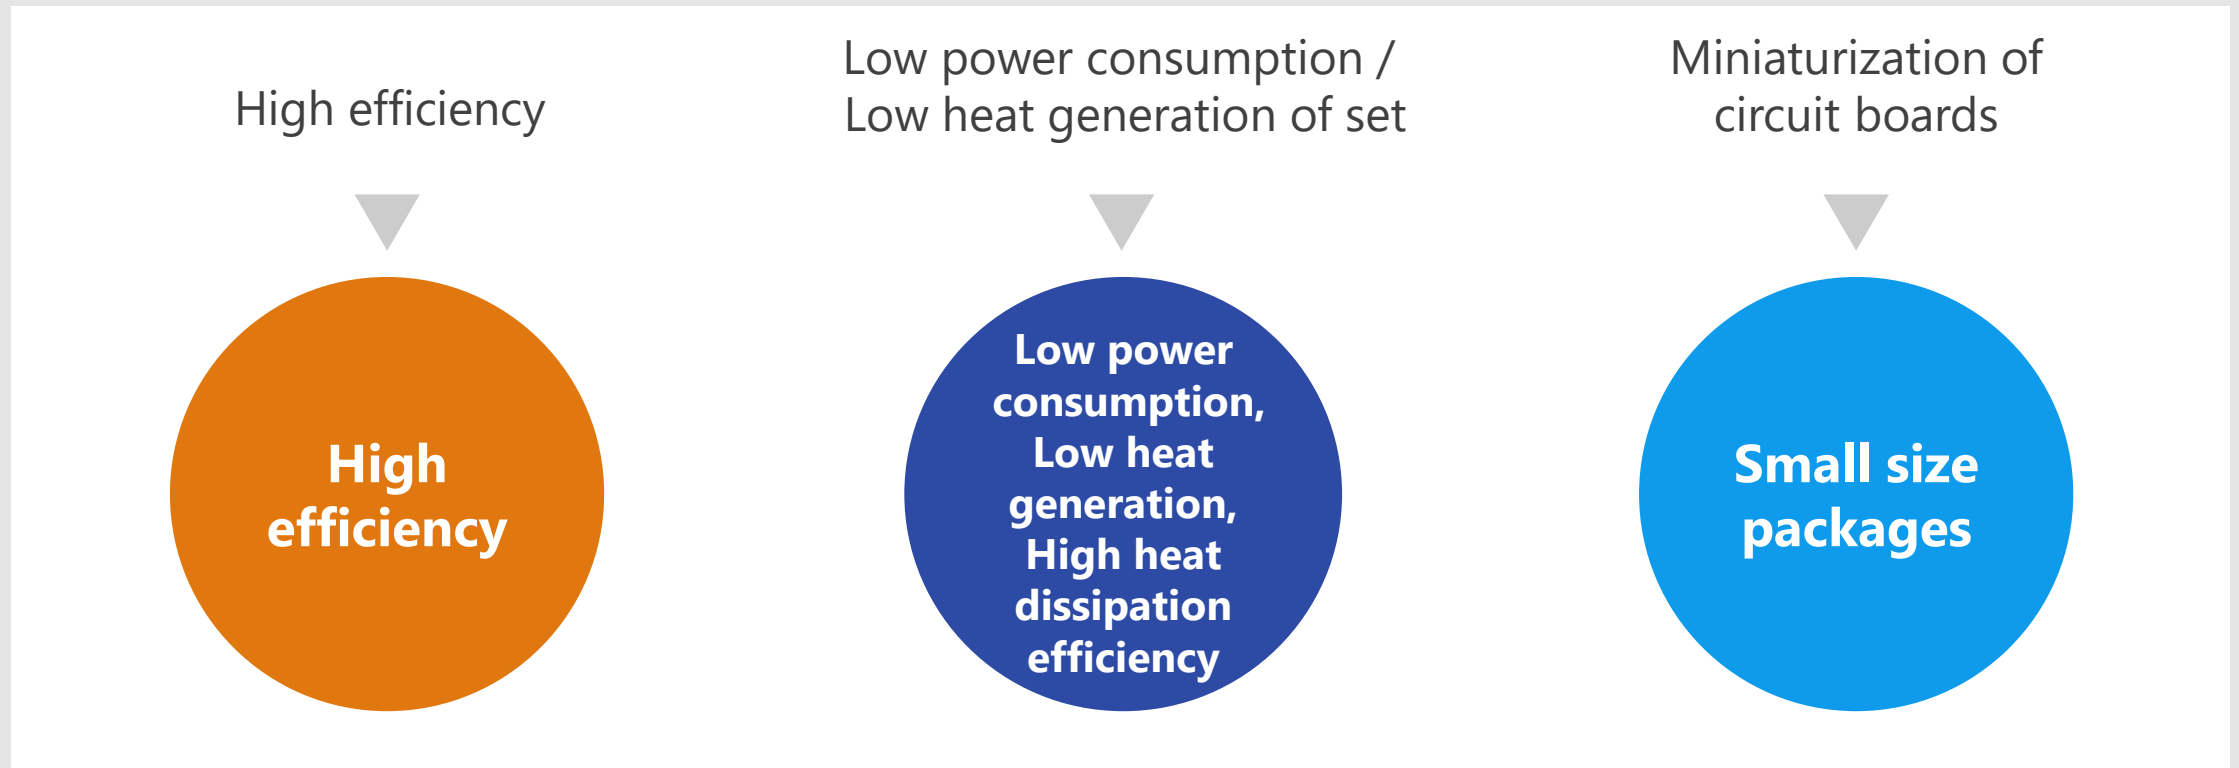 High efficiency
Low power consumption /
Low heat generation of set
Miniaturization of
circuit boards
High
efficiency
Low power
consumption,
Low heat
generation,
High heat
dissipation
efficiency
Small size
packages